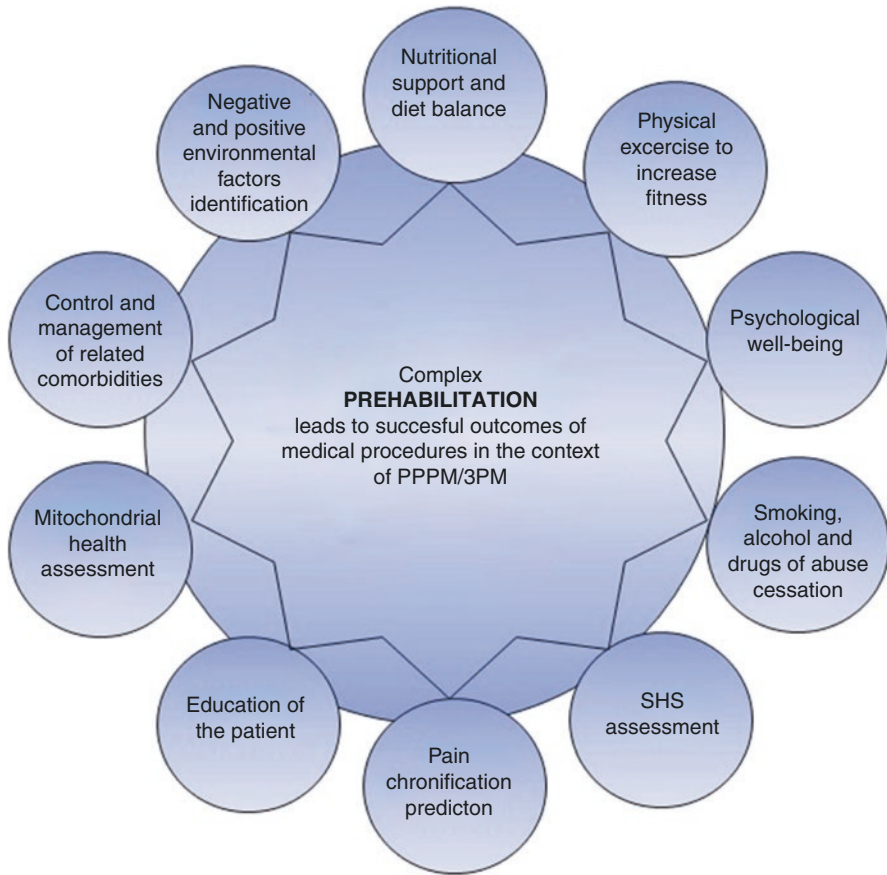 Nutritional
support and
diet balance
Physical
excercise to
increase
fitness
Psychological
well-being
Smoking,
alcohol and
drugs of abuse
cessation
SHS
assessment
Pain
chronification
predicton
Education of
the patient
Mitochondrial
health
assessment
Control and
management
of related
comorbidities
Negative
and positive
environmental
factors
identification
Complex
PREHABILITATION
leads to succesful outcomes of
medical procedures in the context
of PPPM/3PM